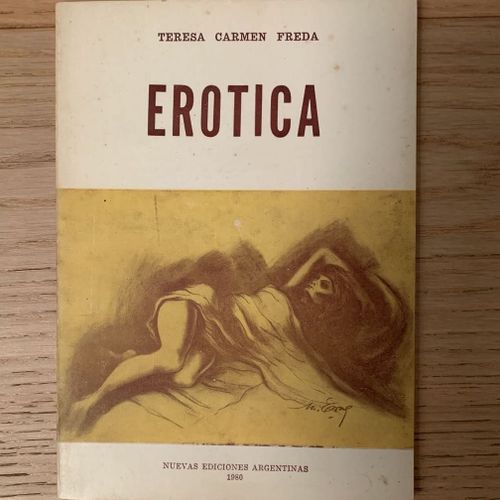 TERESA CARMEN FREDA
EROTICA
NUEVAS EDICIONES ARGENTINAS
1980